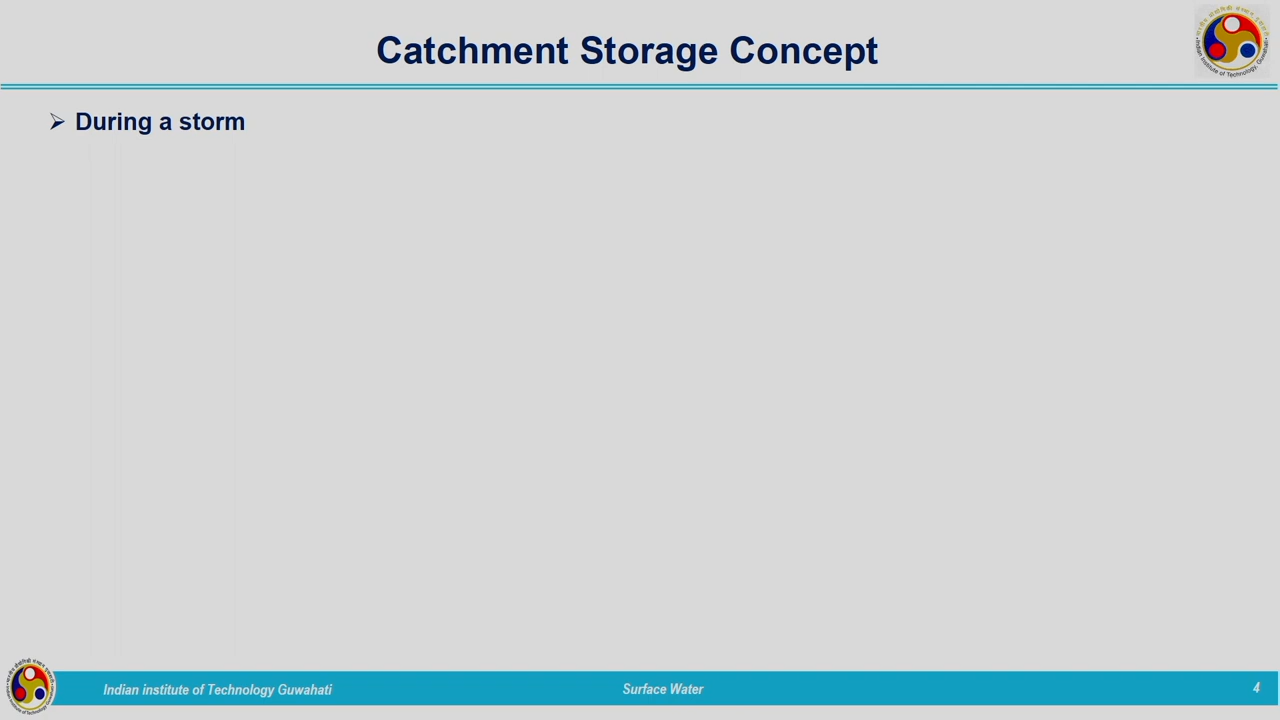 Catchment Storage Concept
During a storm
Indian institute of Technology Guwahati
Surface Water
4